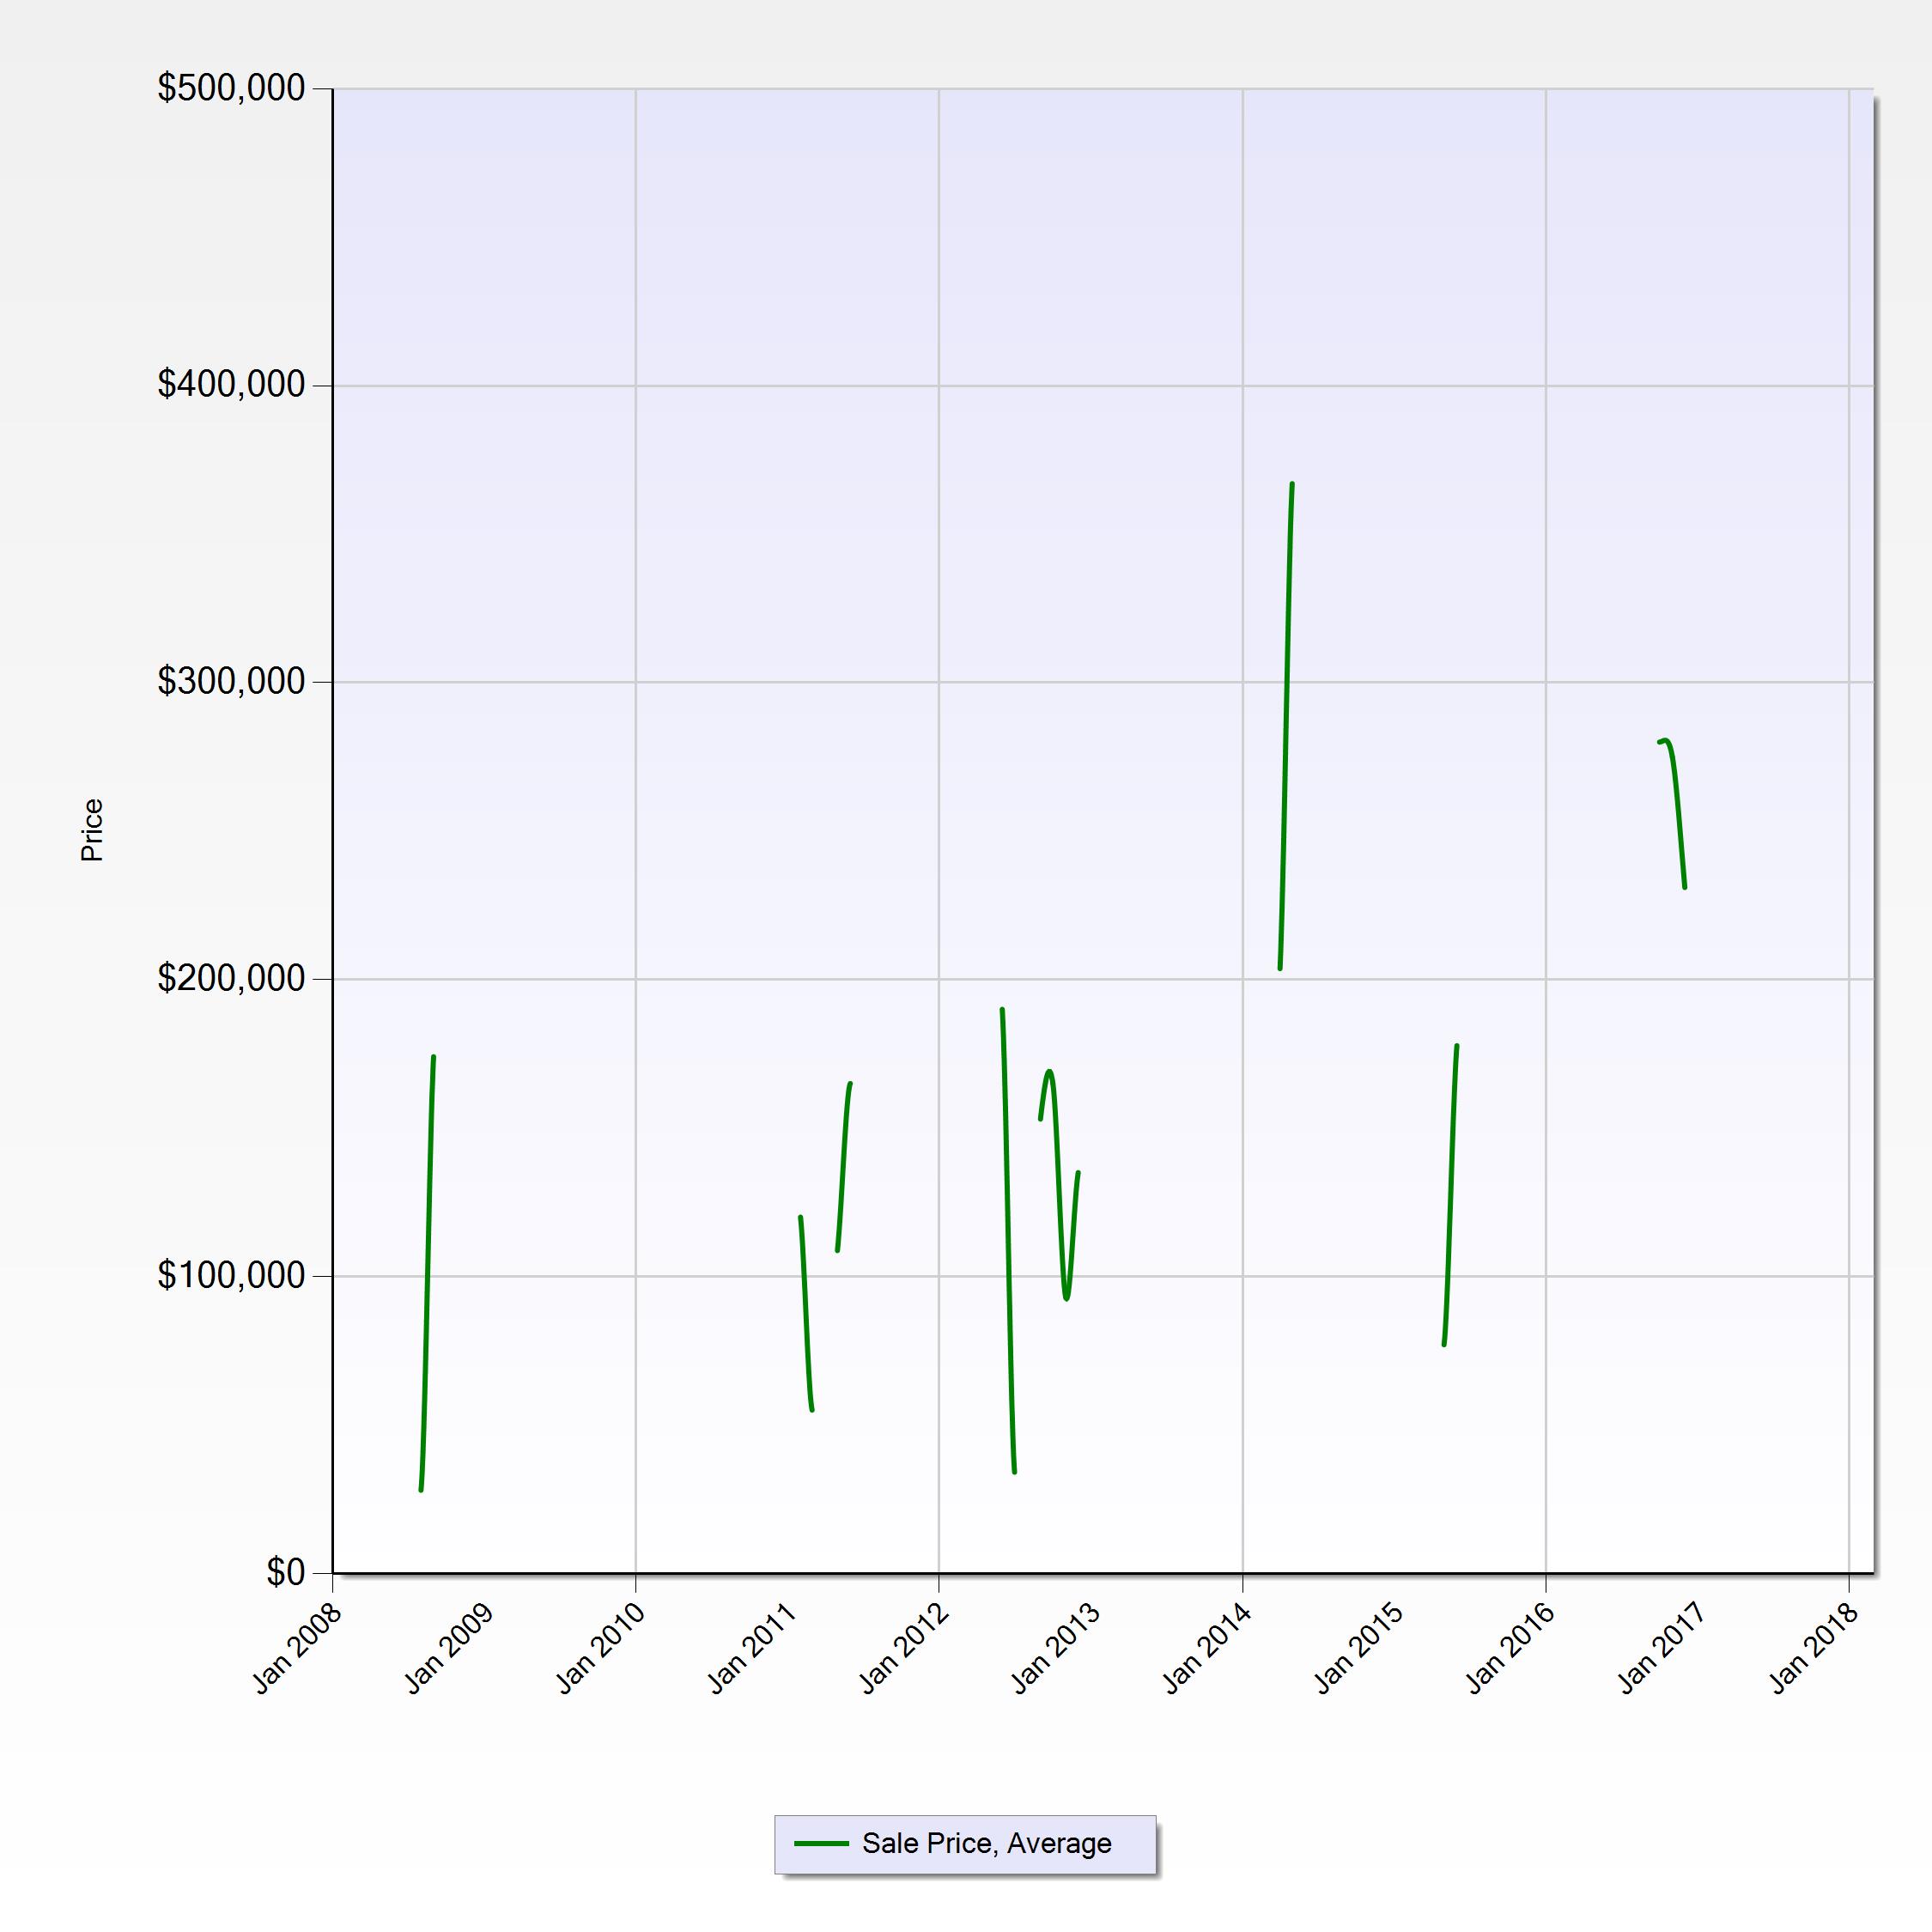 $500,000
$400,000
$300,000
$200,000
$100,000
$0
Price
Jan 2008
Jan 2009
Jan 2010
Jan 2011
Jan 2012
Jan 2013
Jan 2014
Jan 2015
Jan 2016
Jan 2017
Jan 2018
Sale Price, Average